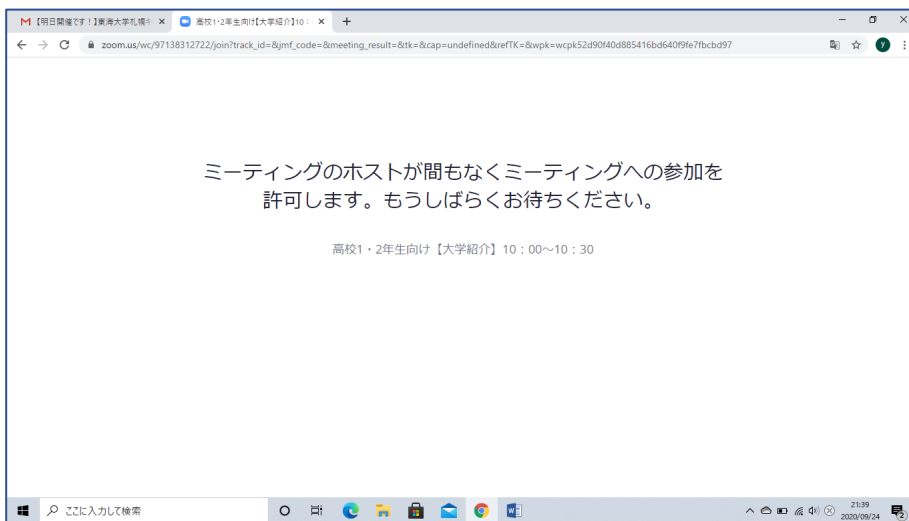 【明日開催です!】東海大学札幌キ
高校1・2年生向け【大学紹介】10:
zoom.us/wc/97138312722/join?track_id=&jmf_code=&meeting_result=&tk=&cap=undefined&refTK=&wpk=wcpk52d90f40d885416bd640f9fe7fbcbd97
y
ミーティングのホストが間もなくミーティングへの参加を
許可します。もうしばらくお待ちください。
高校1・2年生向け【大学紹介】10:00～10:30
ここに入力して検索
21:39
2020/09/24
2